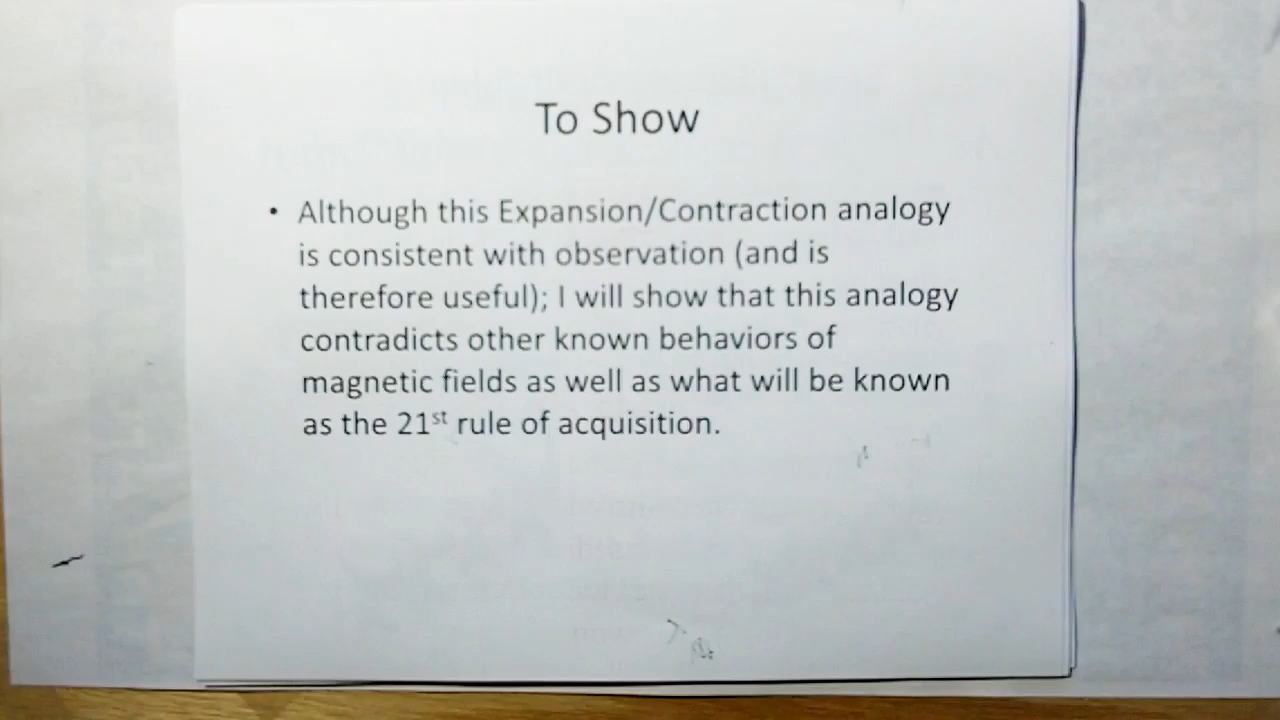 To Show
• Although this Expansion/Contraction analogy
is consistent with observation (and is
therefore useful); I will show that this analogy
contradicts other known behaviors of
magnetic fields as well as what will be known
as the 21st rule of acquisition.